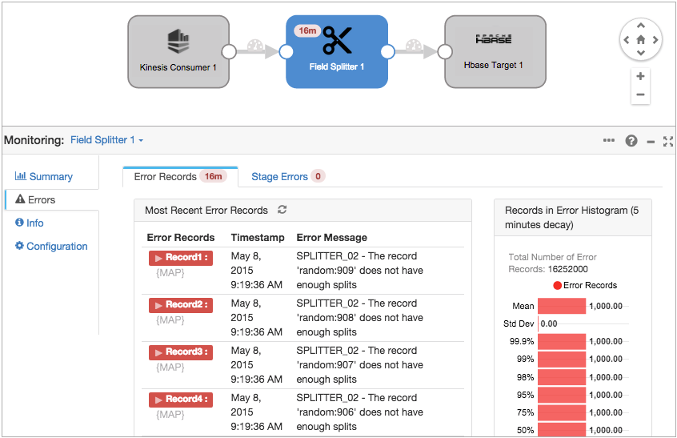 16m
HBASE
Kinesis Consumer 1
Field Splitter 1
Hbase Target 1
Monitoring: Field Splitter 1
Summary
Errors
Info
Configuration
Error Records 16m
Stage Errors 0
Most Recent Error Records
Error Records Timestamp Error Message
Record1 : May 8, SPLITTER_02 - The record
{MAP} 2015 'random:909' does not have
9:19:36 AM enough splits
Record2 : May 8, SPLITTER_02 - The record
{MAP} 2015 'random:908' does not have
9:19:36 AM enough splits
Record3 : May 8, SPLITTER_02 - The record
{MAP} 2015 'random:907' does not have
9:19:36 AM enough splits
Record4 : May 8, SPLITTER_02 - The record
{MAP} 2015 'random:906' does not have
9:19:36 AM enough splits
Records in Error Histogram (5
minutes decay)
Total Number of Error
Records: 16252000
Error Records
Mean 1,000.00
Std Dev 0.00
99.9% 1,000.00
99% 1,000.00
98% 1,000.00
95% 1,000.00
75% 1,000.00
50% 1,000.00